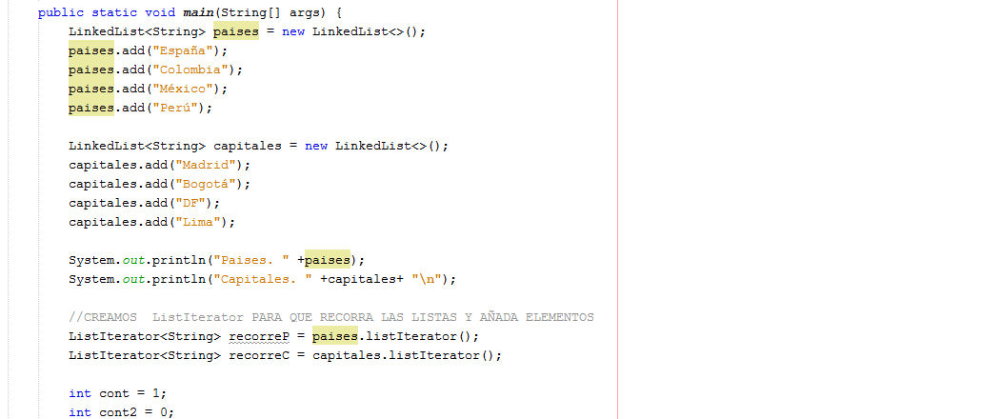 public static void main(String[] args) {
LinkedList<String> paises = new LinkedList<>();
paises.add("España");
paises.add("Colombia");
paises.add("México");
paises.add("Perú");
LinkedList<String> capitales = new LinkedList<>();
capitales.add("Madrid");
capitales.add("Bogotá");
capitales.add("DF");
capitales.add("Lima");
System.out.println("Paises. " +paises);
System.out.println("Capitales. " +capitales+ "\n");
//CREAMOS  ListIterator PARA QUE RECORRA LAS LISTAS Y AÑADA ELEMENTOS
ListIterator<String> recorreP = paises.listIterator();
ListIterator<String> recorreC = capitales.listIterator();
int cont = 1;
int cont2 = 0;